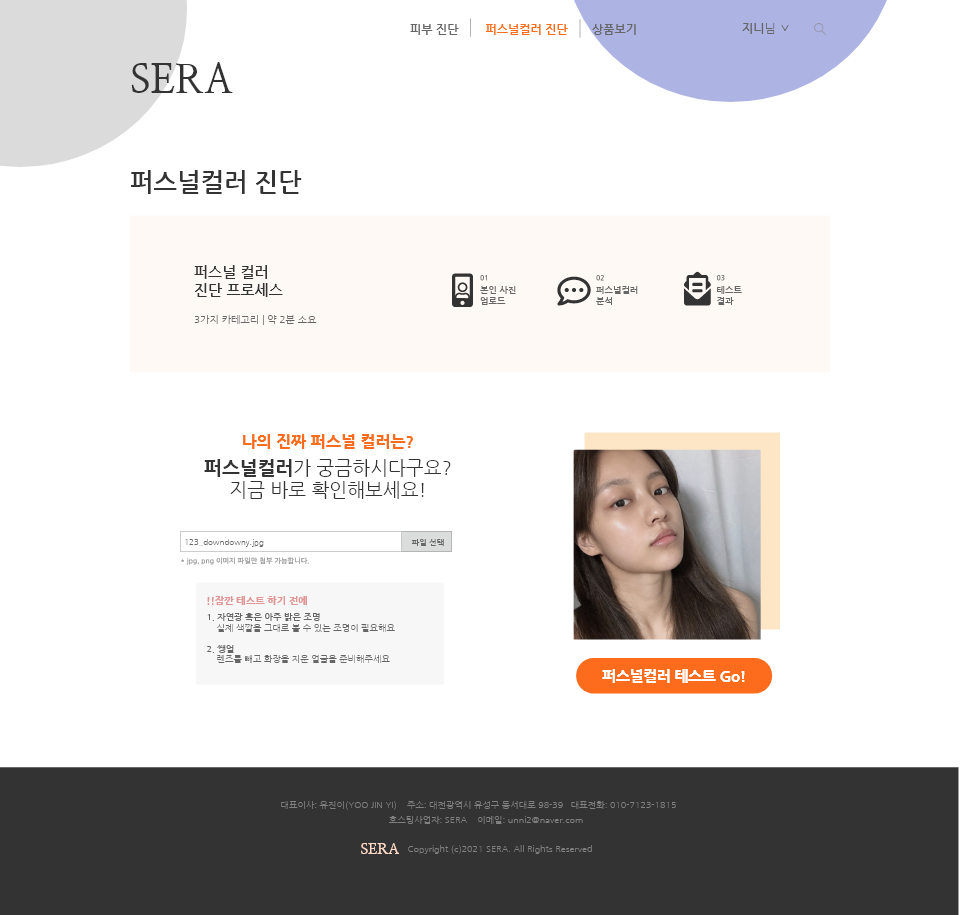 피부 진단
퍼스널컬러 진단
상품보기
지니님 ∨
SERA
퍼스널컬러 진단
퍼스널 컬러
진단 프로세스
3가지 카테고리 | 약 2분 소요
01
본인 사진
업로드
02
퍼스널컬러
분석
03
테스트
결과
나의 진짜 퍼스널 컬러는?
퍼스널컬러가 궁금하시다구요?
지금 바로 확인해보세요!
123_downdowny.jpg
파일 선택
* jpg, png 이미지 파일만 첨부 가능합니다.
!!잠깐 테스트 하기 전에
1. 자연광 혹은 아주 밝은 조명
실제 색깔을 그대로 볼 수 있는 조명이 필요해요
2. 쌩얼
렌즈를 빼고 화장을 지운 얼굴을 준비해주세요
퍼스널컬러 테스트 Go!
대표이사: 유진이(YOO JIN YI) 주소: 대전광역시 유성구 동서대로 98-39 대표전화: 010-7123-1815
호스팅사업자: SERA 이메일: unni2@naver.com
SERA Copyright (c)2021 SERA. All Rights Reserved